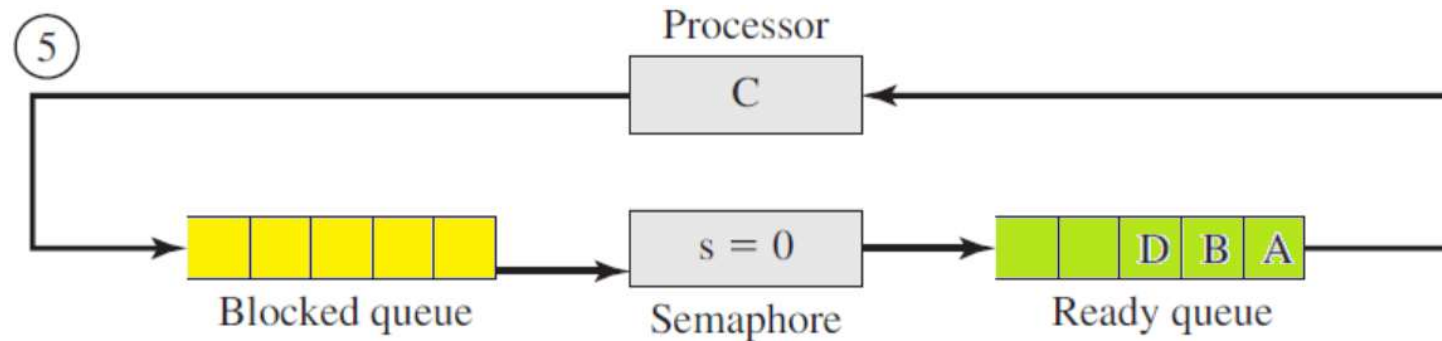 5
Processor
C
s = 0
D B A
Blocked queue
Semaphore
Ready queue